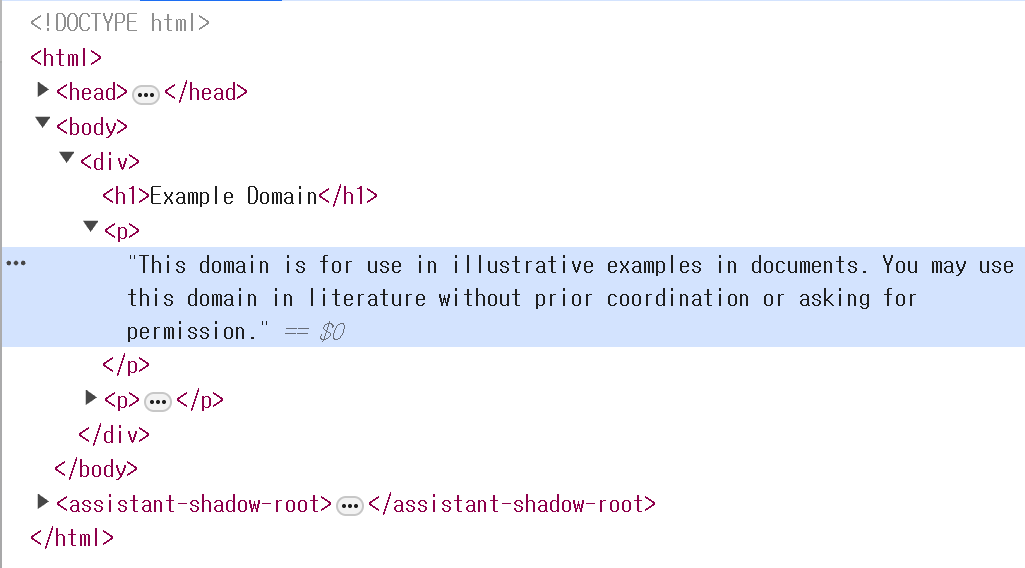 <!DOCTYPE html>
<html>
<head>•••</head>
<body>
<div>
<h1>Example Domain</h1>
<p>
"This domain is for use in illustrative examples in documents. You may use
this domain in literature without prior coordination or asking for
permission." == $0
</p>
<p>•••</p>
</div>
</body>
<assistant-shadow-root>•••</assistant-shadow-root>
</html>